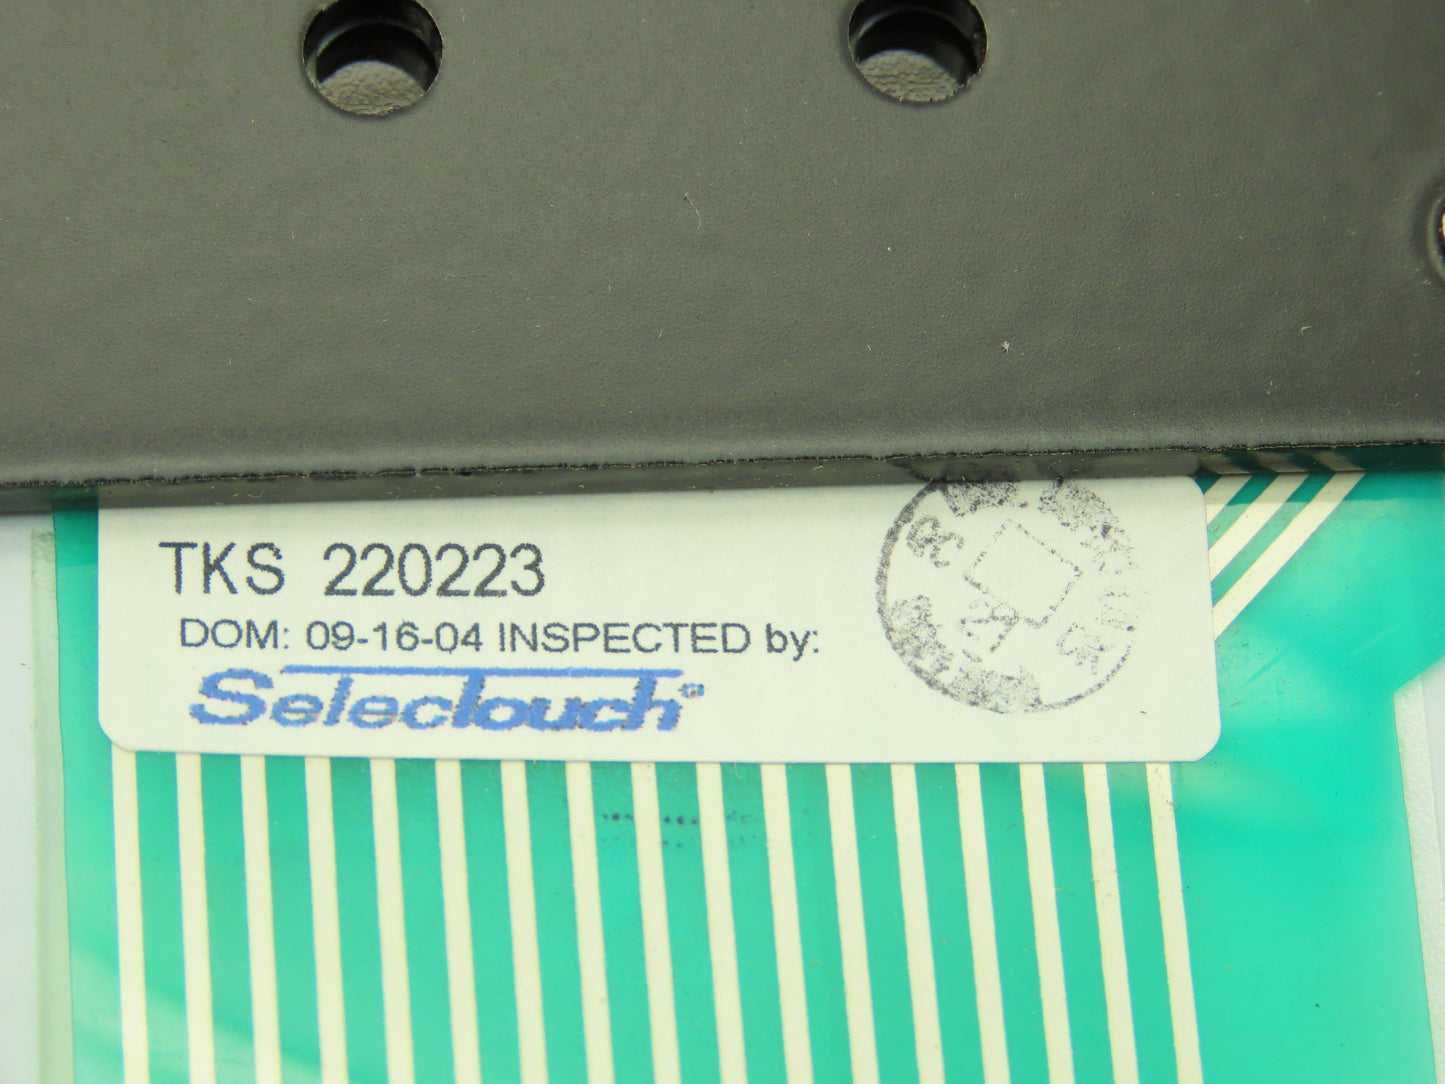 TKS 220223
DOM: 09-16-04 INSPECTED by:
Selectouch®